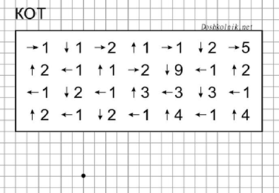 КОТ
Doshkolnik.net
→1 ↓1 →2 ↑1 →1 ↓2 →5
↑2 ←1 ↑1 →2 ↓9 ←1 ↑2
←1 ↓2 ←1 ↑3 ←3 ↓3 ←1
↑2 ←1 ↓2 ←1 ↑4 ←1 ↑4